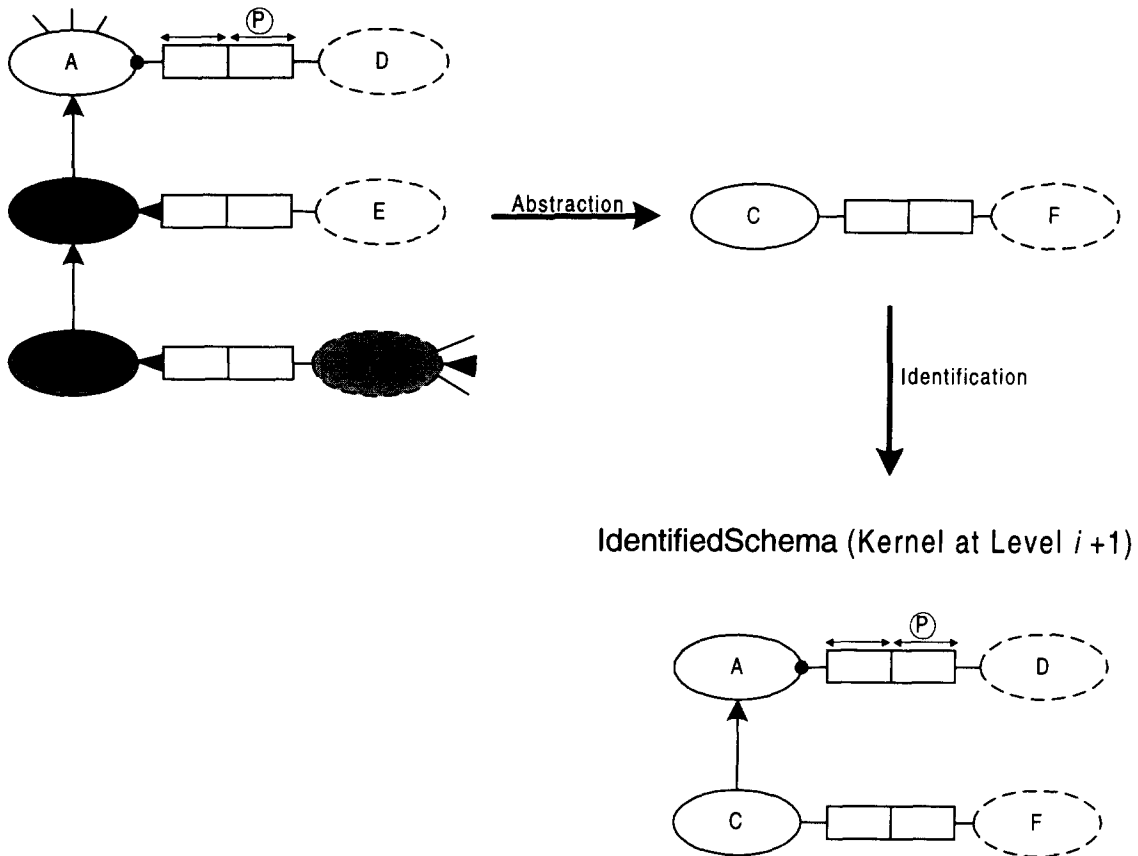 P
A
D
E
Abstraction
C
F
Identification
IdentifiedSchema (Kernel at Level i +1)
P
A
D
C
F